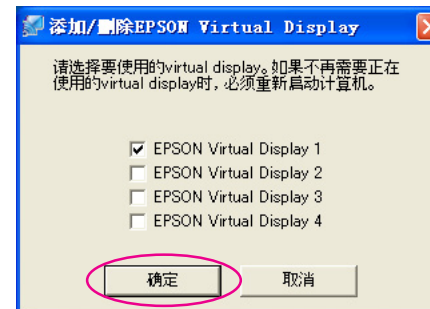 添加/删除EPSON Virtual Display
请选择要使用的virtual display。如果不再需要正在
使用的virtual display时，必须重新启动计算机。
EPSON Virtual Display 1
EPSON Virtual Display 2
EPSON Virtual Display 3
EPSON Virtual Display 4
确定
取消